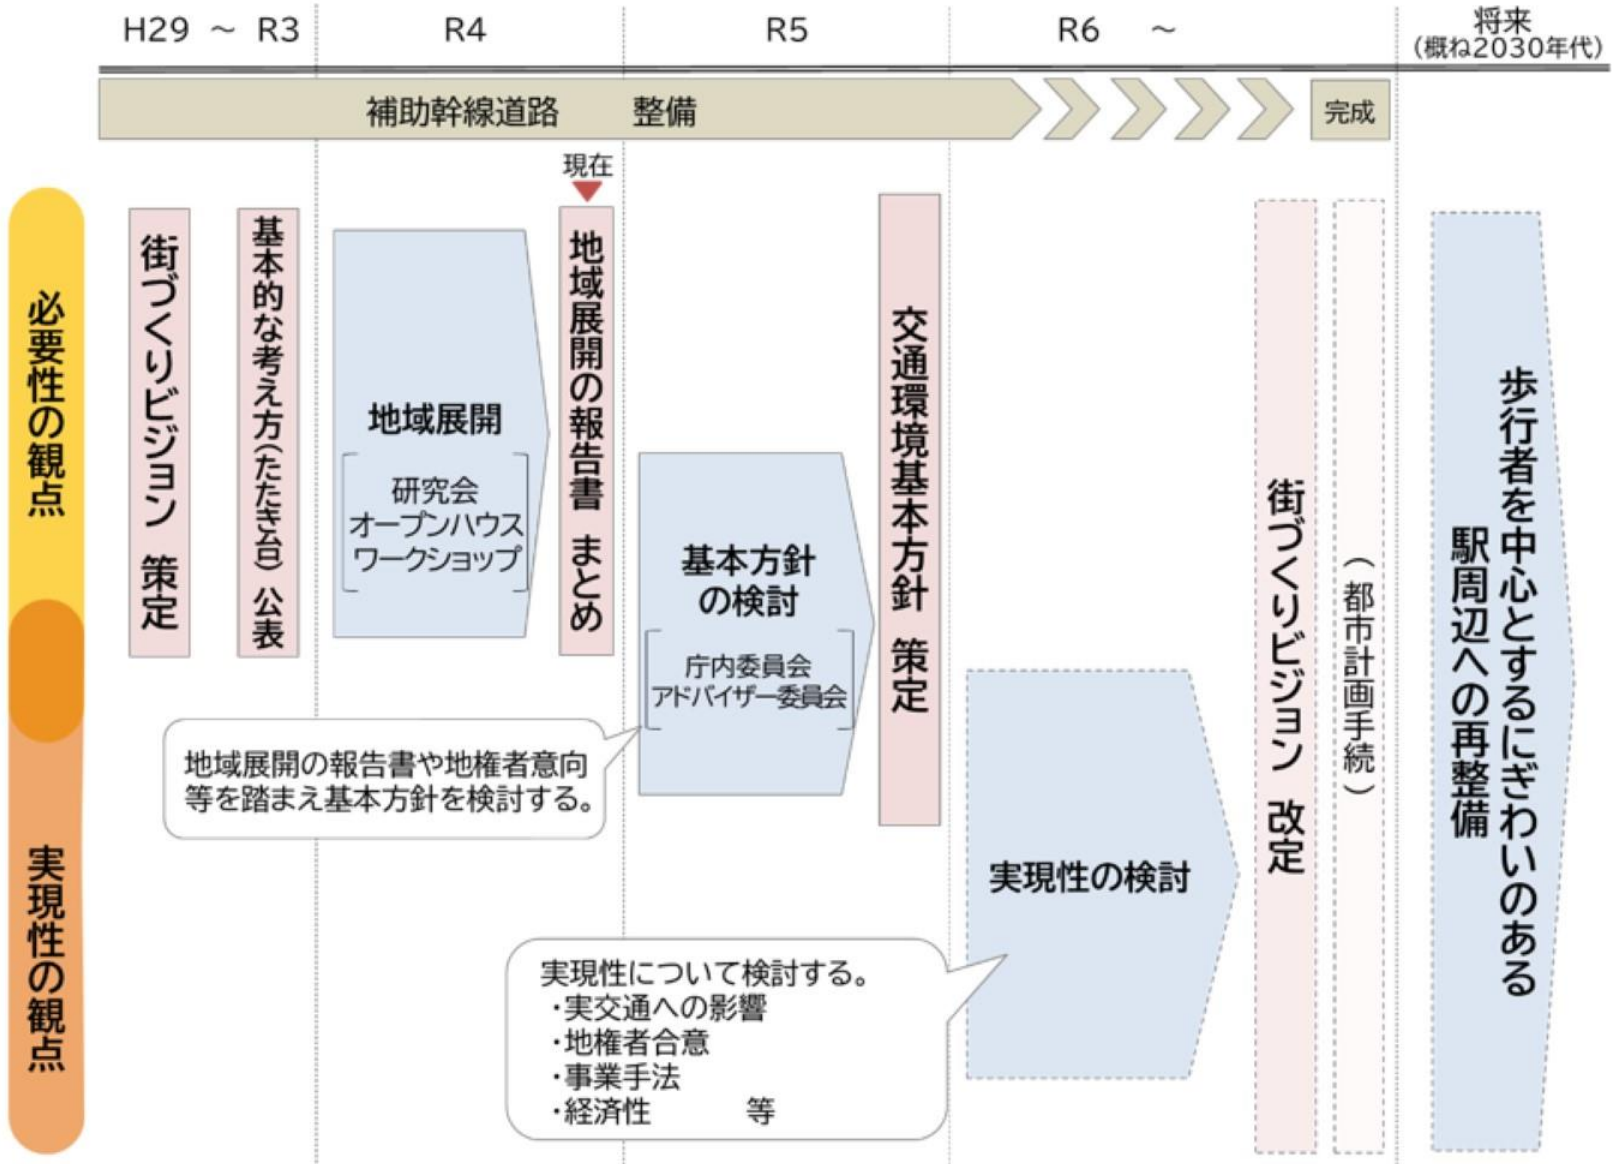 H29 ～ R3
R4
R5
R6 ～
将来
(概ね2030年代)
補助幹線道路 整備
完成
現在
必要性の観点
実現性の観点
街づくりビジョン 策定
基本的な考え方(たたき台) 公表
地域展開
研究会
オープンハウス
ワークショップ
地域展開の報告書 まとめ
基本方針
の検討
庁内委員会
アドバイザー委員会
地域展開の報告書や地権者意向
等を踏まえ基本方針を検討する。
交通環境基本方針 策定
実現性の検討
実現性について検討する。
・実交通への影響
・地権者合意
・事業手法
・経済性 等
街づくりビジョン 改定
(都市計画手続)
歩行者を中心とするにぎわいのある
駅周辺への再整備